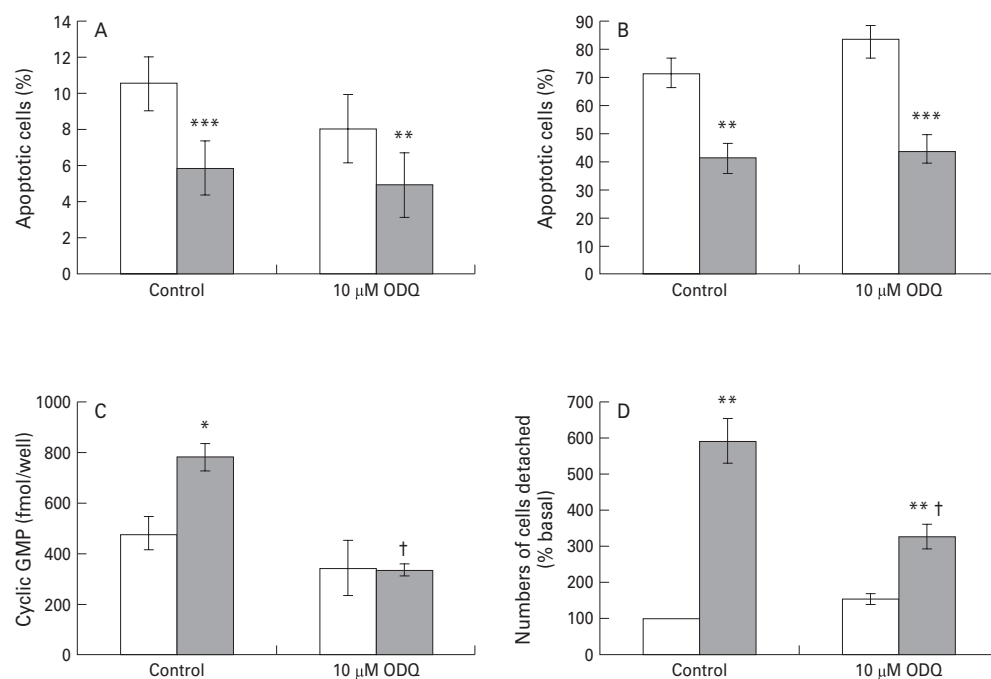 A
Apoptotic cells (%)
14
12
10
8
6
4
2
0
***
**
Control
10 μM ODQ
B
Apoptotic cells (%)
90
80
70
60
50
40
30
20
10
0
**
***
Control
10 μM ODQ
C
Cyclic GMP (fmol/well)
1000
800
600
400
200
0
*
†
Control
10 μM ODQ
D
Numbers of cells detached
(% basal)
700
600
500
400
300
200
100
0
**
** †
Control
10 μM ODQ